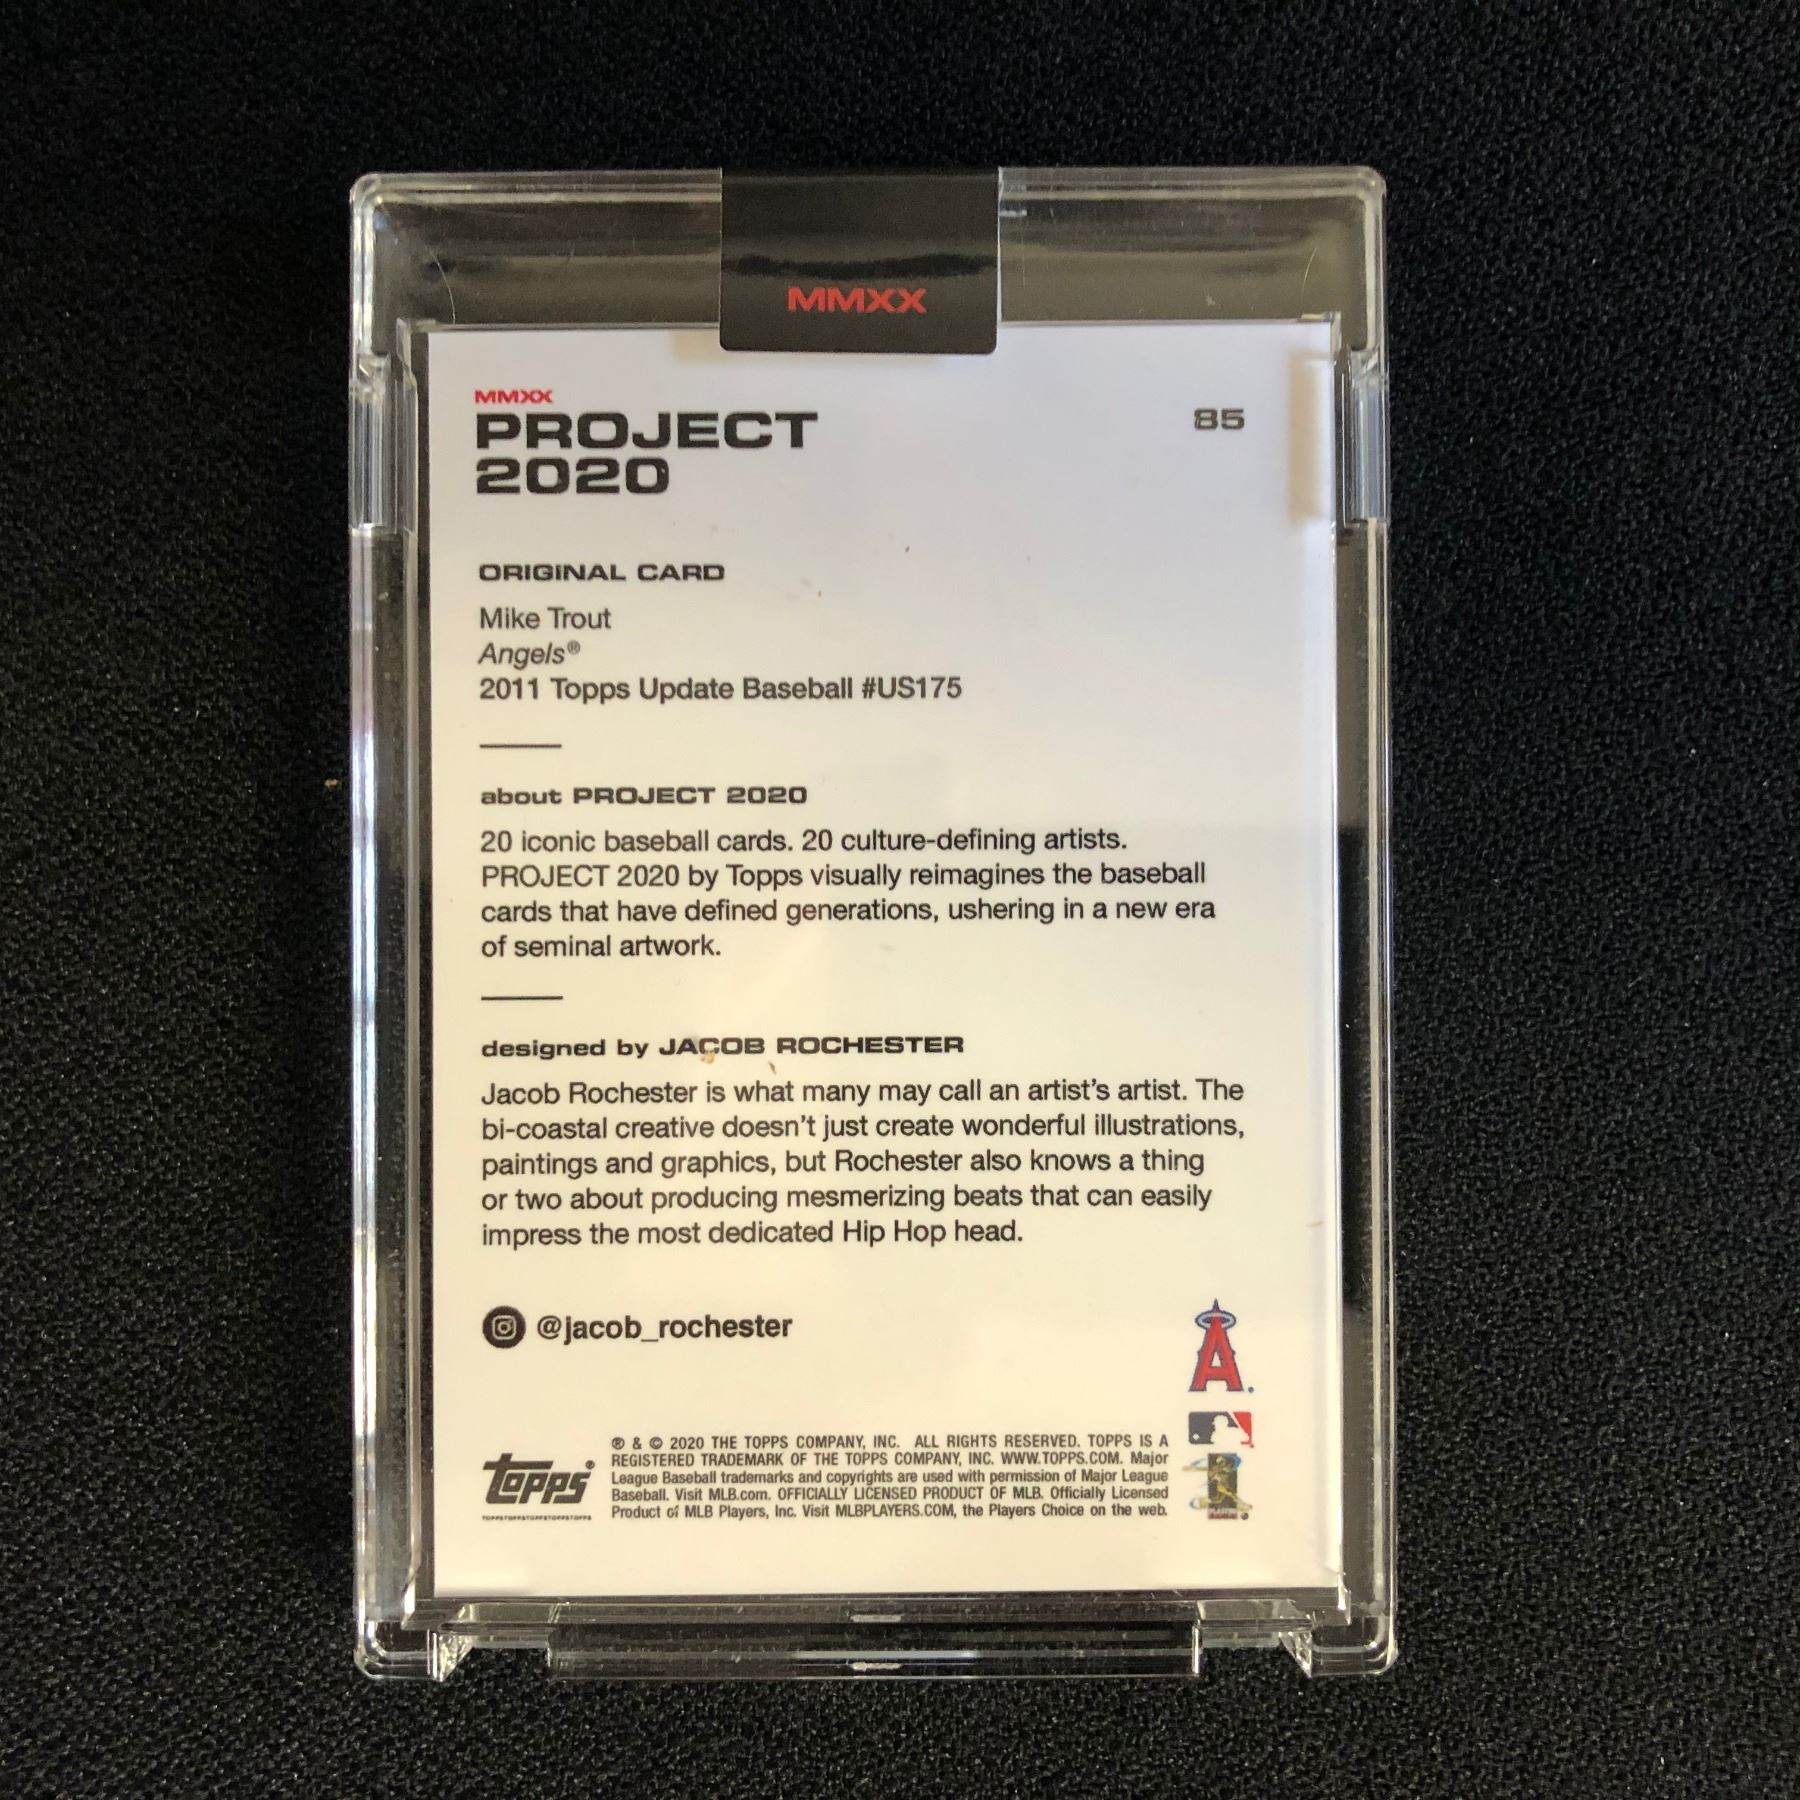 MMXX
MMXX
PROJECT
2020
85
ORIGINAL CARD
Mike Trout
Angels®
2011 Topps Update Baseball #US175
about PROJECT 2020
20 iconic baseball cards. 20 culture-defining artists.
PROJECT 2020 by Topps visually reimagines the baseball
cards that have defined generations, ushering in a new era
of seminal artwork.
designed by JACOB ROCHESTER
Jacob Rochester is what many may call an artist's artist. The
bi-coastal creative doesn't just create wonderful illustrations,
paintings and graphics, but Rochester also knows a thing
or two about producing mesmerizing beats that can easily
impress the most dedicated Hip Hop head.
@jacob_rochester
A
topps®
TOPPSTOPPSTOPPSTOPPSTOPPS
® & © 2020 THE TOPPS COMPANY, INC. ALL RIGHTS RESERVED. TOPPS IS A
REGISTERED TRADEMARK OF THE TOPPS COMPANY, INC. WWW.TOPPS.COM. Major
League Baseball trademarks and copyrights are used with permission of Major League
Baseball. Visit MLB.com. OFFICIALLY LICENSED PRODUCT OF MLB. Officially Licensed
Product of MLB Players, Inc. Visit MLBPLAYERS.COM, the Players Choice on the web.